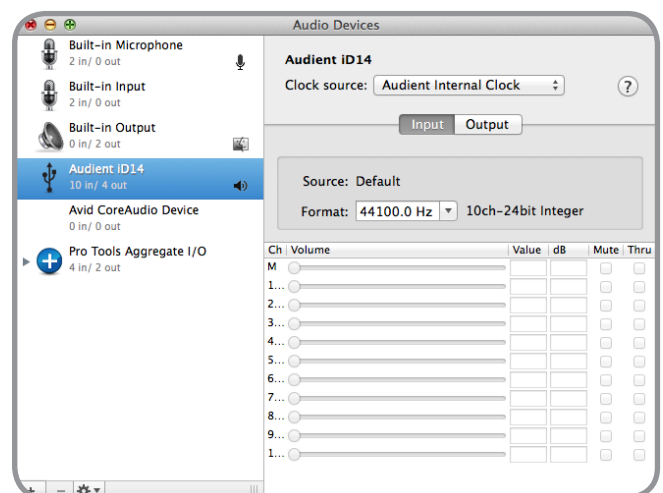 Audio Devices
Built-in Microphone
2 in/ 0 out
Built-in Input
2 in/ 0 out
Built-in Output
0 in/ 2 out
Audient iD14
10 in/ 4 out
Avid CoreAudio Device
0 in/ 0 out
Pro Tools Aggregate I/O
4 in/ 2 out
Audient iD14
Clock source: Audient Internal Clock ?
Input Output
Source: Default
Format: 44100.0 Hz 10ch-24bit Integer
Ch Volume Value dB Mute Thru
M
1...
2...
3...
4...
5...
6...
7...
8...
9...
1...